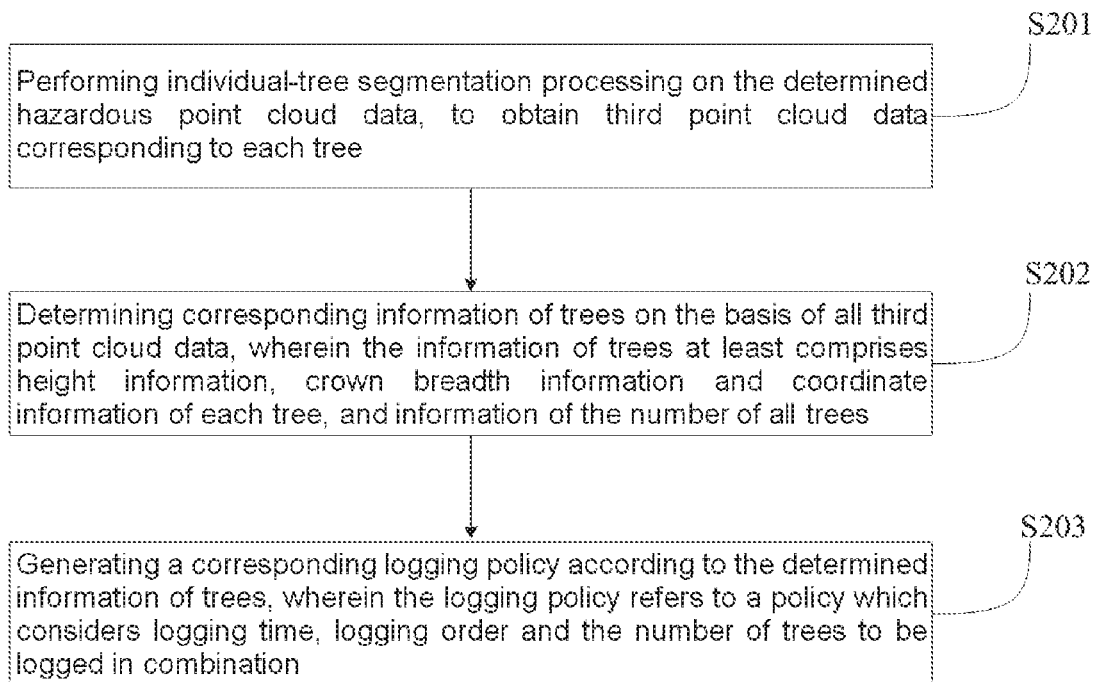 S201
Performing individual-tree segmentation processing on the determined
hazardous point cloud data, to obtain third point cloud data
corresponding to each tree
S202
Determining corresponding information of trees on the basis of all third
point cloud data, wherein the information of trees at least comprises
height information, crown breadth information and coordinate
information of each tree, and information of the number of all trees
S203
Generating a corresponding logging policy according to the determined
information of trees, wherein the logging policy refers to a policy which
considers logging time, logging order and the number of trees to be
logged in combination